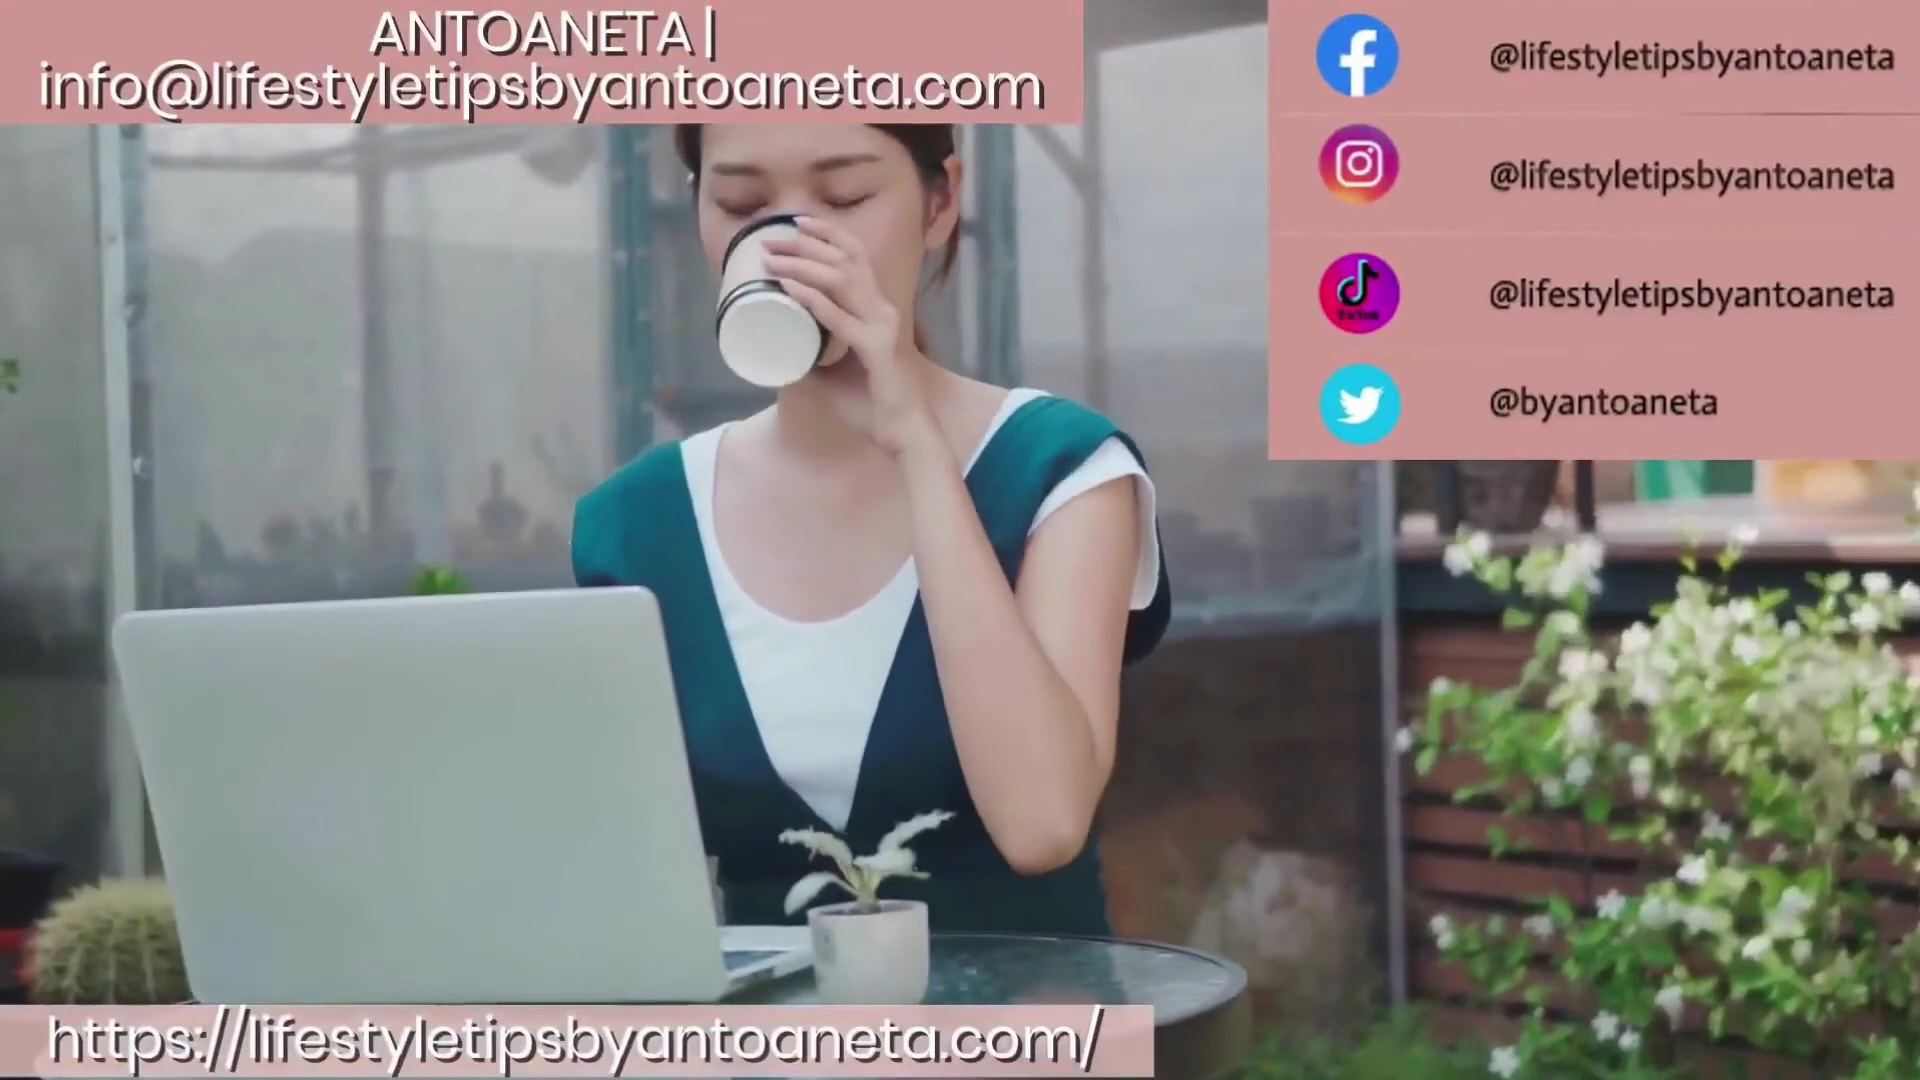 ANTOANETA |
info@lifestyletipsbyantoaneta.com
@lifestyletipsbyantoaneta
@lifestyletipsbyantoaneta
@lifestyletipsbyantoaneta
@byantoaneta
https://lifestyletipsbyantoaneta.com/